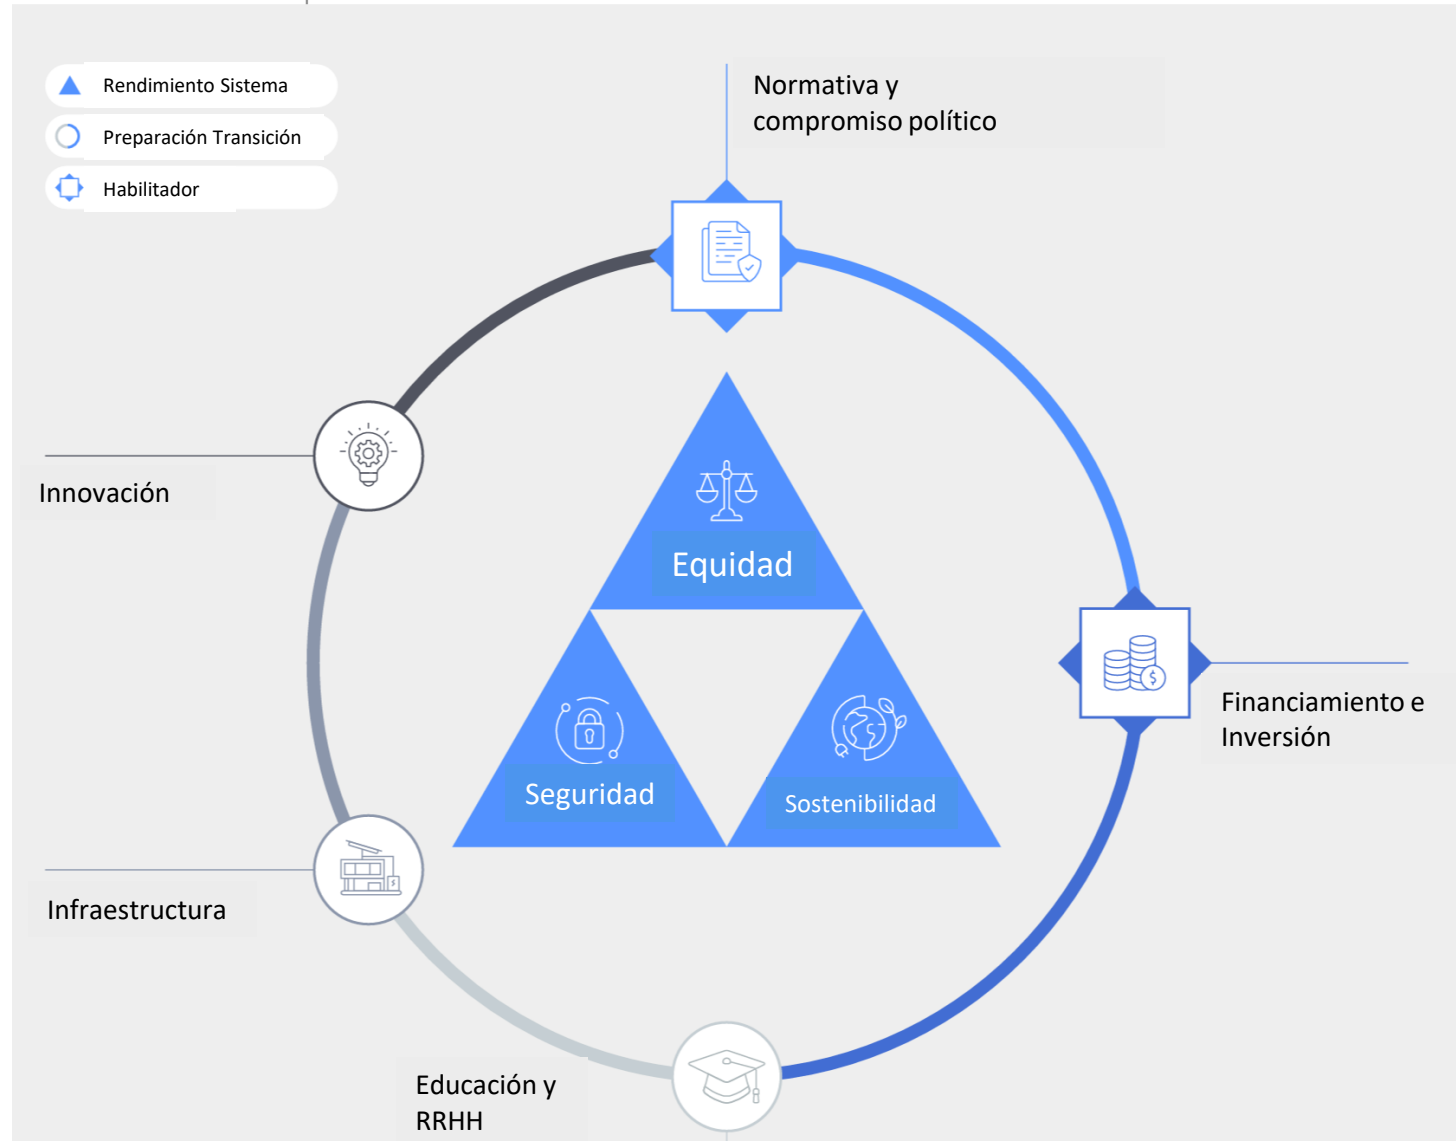 Rendimiento Sistema
Preparación Transición
Habilitador
Normativa y
compromiso político
Innovación
Equidad
Seguridad
Sostenibilidad
$
Financiamiento e
Inversión
Infraestructura
Educación y
RRHH